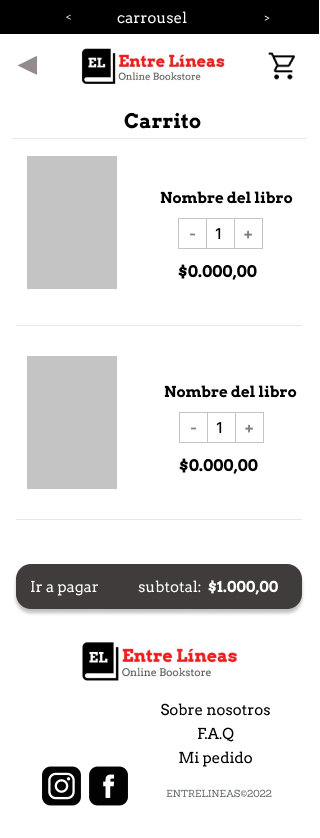 < carrousel >
EL Entre Líneas
Online Bookstore
Carrito
Nombre del libro
- 1 +
$0.000,00
Nombre del libro
- 1 +
$0.000,00
Ir a pagar subtotal: $1.000,00
EL Entre Líneas
Online Bookstore
Sobre nosotros
F.A.Q
Mi pedido
ENTRELINEAS©2022